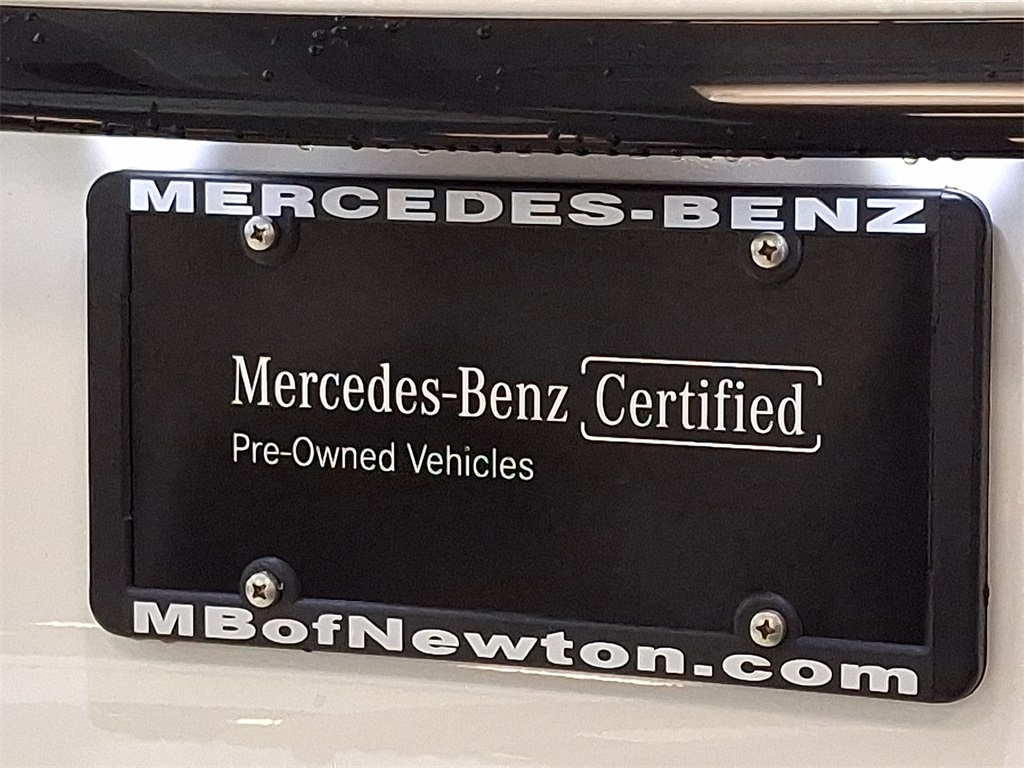 MERCEDES-BENZ
Mercedes-Benz Certified
Pre-Owned Vehicles
MBofNewton.com